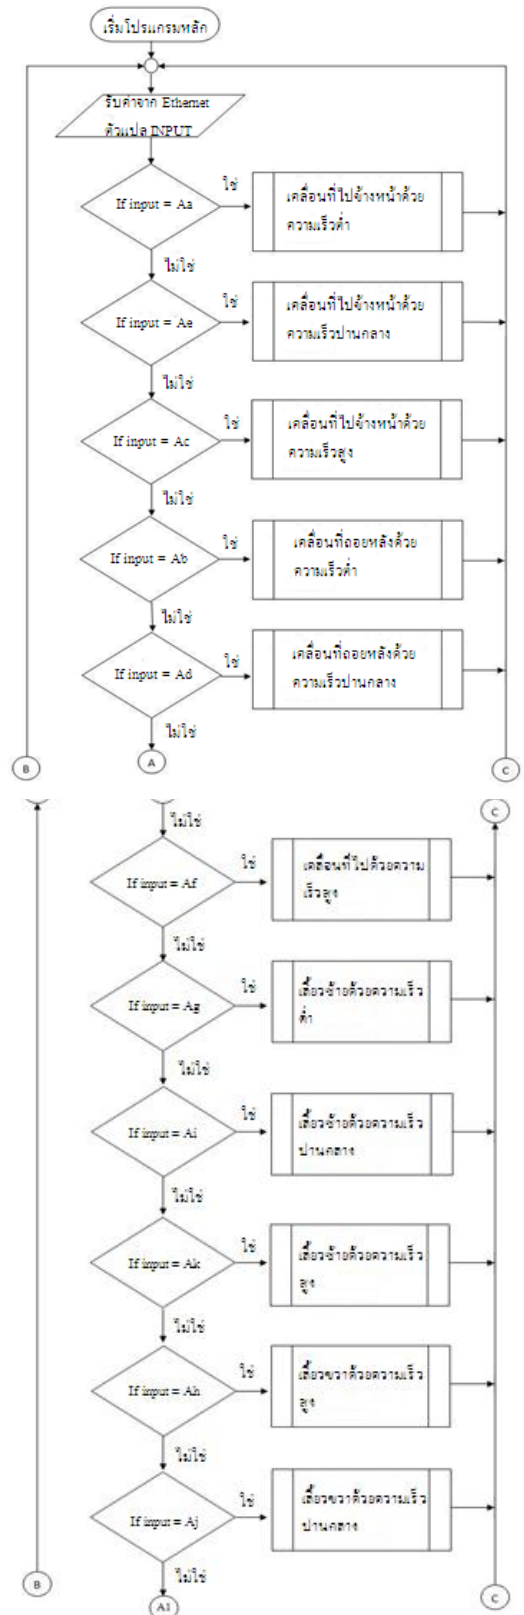 เริ่มโปรแกรมหลัก
รับค่าจาก Ethernet
ตัวแปล INPUT
If input = Aa
ใช่
เคลื่อนที่ไปข้างหน้าด้วย
ความเร็วต่ำ
ไม่ใช่
If input = Ae
ใช่
เคลื่อนที่ไปข้างหน้าด้วย
ความเร็วปานกลาง
ไม่ใช่
If input = Ac
ใช่
เคลื่อนที่ไปข้างหน้าด้วย
ความเร็วสูง
ไม่ใช่
If input = Ab
ใช่
เคลื่อนที่ถอยหลังด้วย
ความเร็วต่ำ
ไม่ใช่
If input = Ad
ใช่
เคลื่อนที่ถอยหลังด้วย
ความเร็วปานกลาง
ไม่ใช่
B
A
C
C
ไม่ใช่
If input = Af
ใช่
เคลื่อนที่ไปด้วยความ
เร็วสูง
ไม่ใช่
If input = Ag
ใช่
เลี้ยวซ้ายด้วยความเร็ว
ต่ำ
ไม่ใช่
If input = Ai
ใช่
เลี้ยวซ้ายด้วยความเร็ว
ปานกลาง
ไม่ใช่
If input = Ak
ใช่
เลี้ยวซ้ายด้วยความเร็ว
สูง
ไม่ใช่
If input = Ah
ใช่
เลี้ยวขวาด้วยความเร็ว
สูง
ไม่ใช่
If input = Aj
ใช่
เลี้ยวขวาด้วยความเร็ว
ปานกลาง
ไม่ใช่
B
A1
C